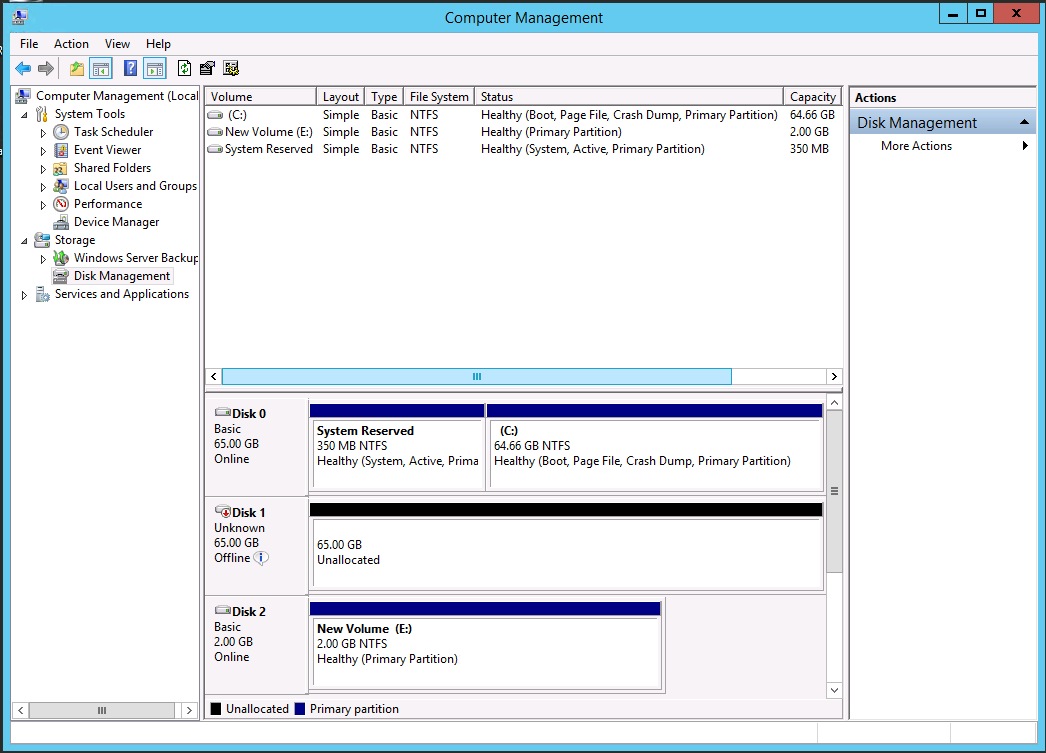 Computer Management
File Action View Help
Computer Management (Local
System Tools
Task Scheduler
Event Viewer
Shared Folders
Local Users and Groups
Performance
Device Manager
Storage
Windows Server Backup
Disk Management
Services and Applications
Volume Layout Type File System Status Capacity
(C:) Simple Basic NTFS Healthy (Boot, Page File, Crash Dump, Primary Partition) 64.66 GB
New Volume (E:) Simple Basic NTFS Healthy (Primary Partition) 2.00 GB
System Reserved Simple Basic NTFS Healthy (System, Active, Primary Partition) 350 MB
Disk 0
Basic
65.00 GB
Online
System Reserved
350 MB NTFS
Healthy (System, Active, Prima
(C:)
64.66 GB NTFS
Healthy (Boot, Page File, Crash Dump, Primary Partition)
Disk 1
Unknown
65.00 GB
Offline
65.00 GB
Unallocated
Disk 2
Basic
2.00 GB
Online
New Volume (E:)
2.00 GB NTFS
Healthy (Primary Partition)
Unallocated Primary partition
Actions
Disk Management
More Actions